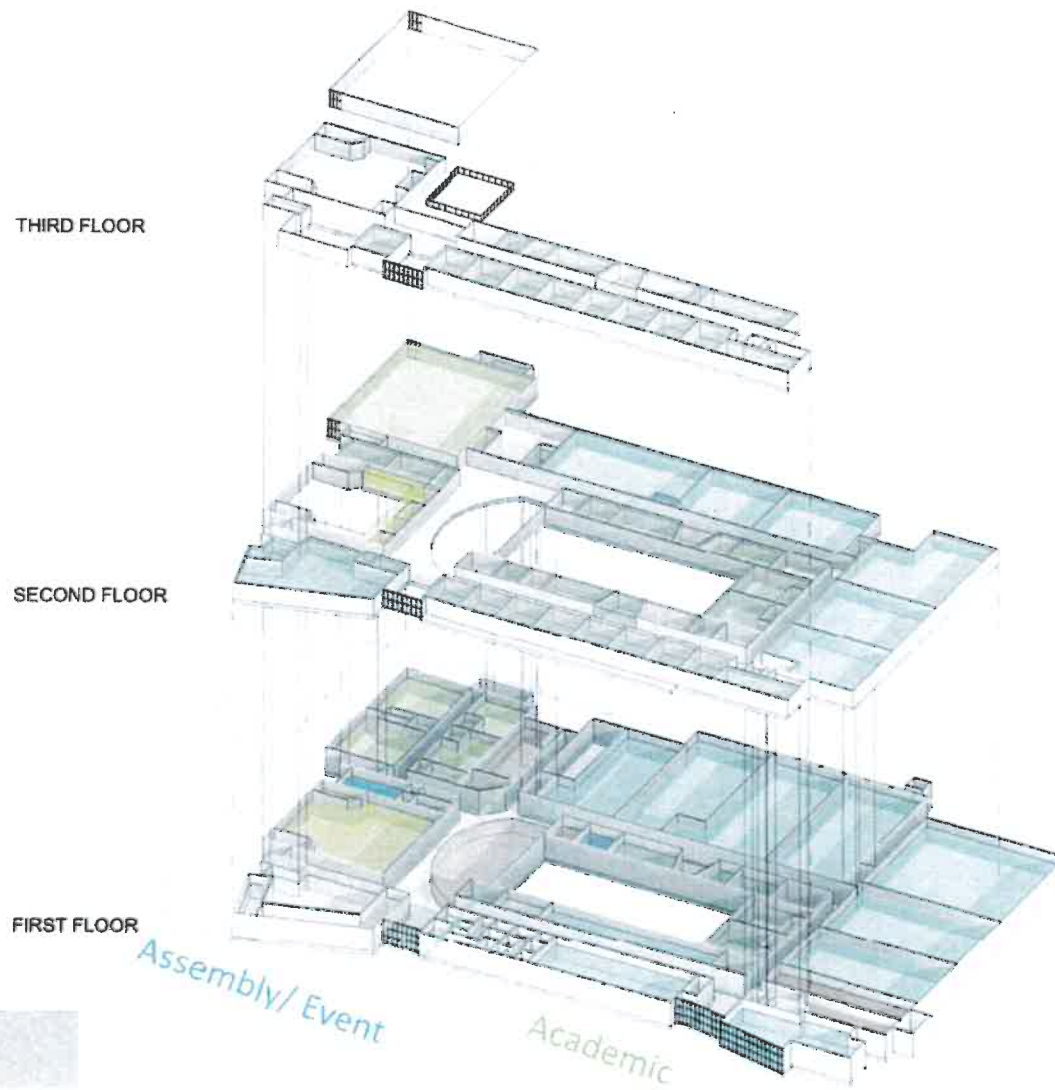 THIRD FLOOR
SECOND FLOOR
FIRST FLOOR
Assembly/ Event
Academic